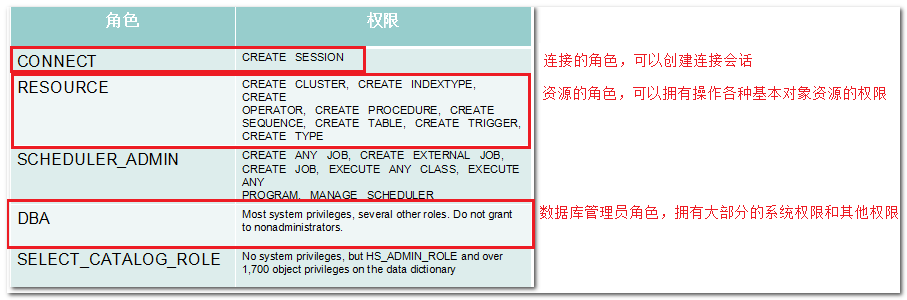 角色 权限
CONNECT CREATE SESSION 连接的角色，可以创建连接会话
RESOURCE CREATE CLUSTER, CREATE INDEXTYPE, 资源的角色，可以拥有操作各种基本对象资源的权限
CREATE
OPERATOR, CREATE PROCEDURE, CREATE
SEQUENCE, CREATE TABLE, CREATE TRIGGER,
CREATE TYPE
SCHEDULER_ADMIN CREATE ANY JOB, CREATE EXTERNAL JOB,
CREATE JOB, EXECUTE ANY CLASS, EXECUTE
ANY
PROGRAM, MANAGE SCHEDULER
DBA Most system privileges, several other roles. Do not grant 数据库管理员角色，拥有大部分的系统权限和其他权限
to nonadministrators.
SELECT_CATALOG_ROLE No system privileges, but HS_ADMIN_ROLE and over
1,700 object privileges on the data dictionary